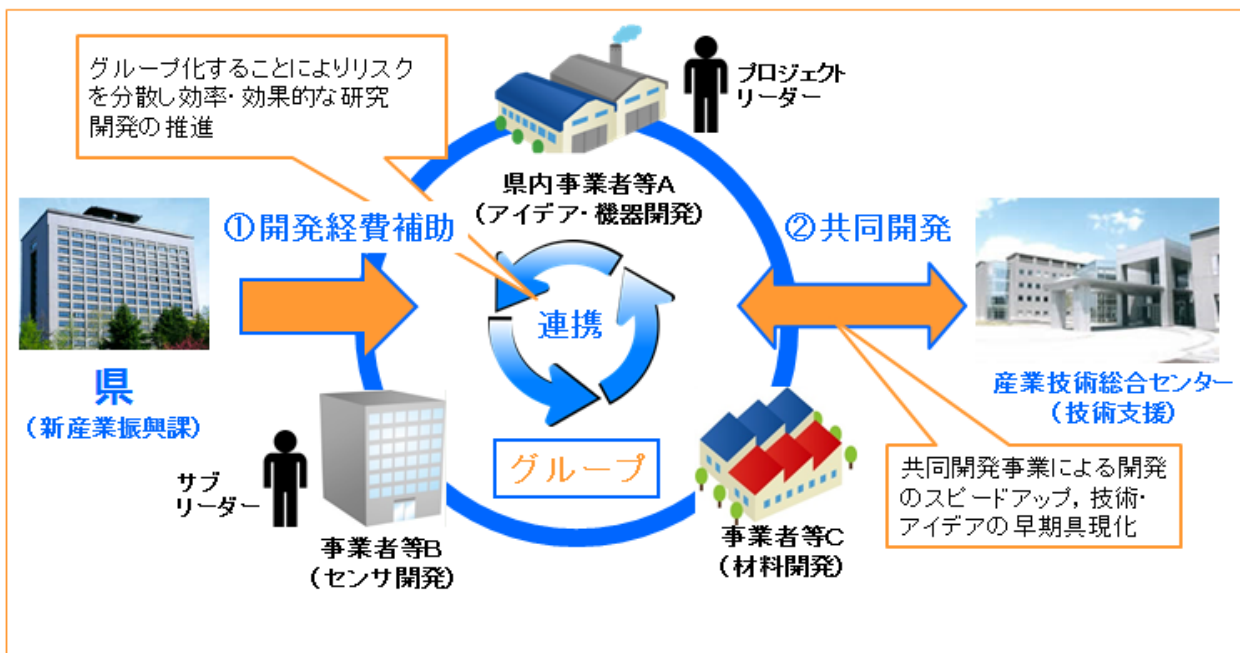 グループ化することによりリスク
を分散し効率・効果的な研究
開発の推進
プロジェクト
リーダー
県内事業者等A
(アイデア・機器開発)
①開発経費補助
②共同開発
連携
県
(新産業振興課)
産業技術総合センター
(技術支援)
グループ
サブ
リーダー
事業者等B
(センサ開発)
事業者等C
(材料開発)
共同開発事業による開発
のスピードアップ,技術・
アイデアの早期具現化